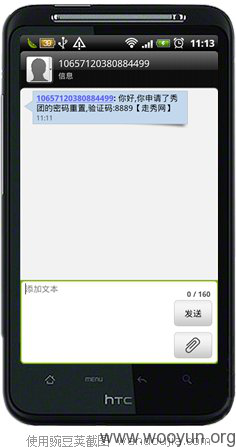 11:13
10657120380884499
信息
10657120380884499: 你好,你申请了秀
团的密码重置,验证码:8889【走秀网】
11:11
添加文本
0 / 160
发送
hTC
MENU
使用豌豆荚截图 wandoujia.com
www.wooyun.org